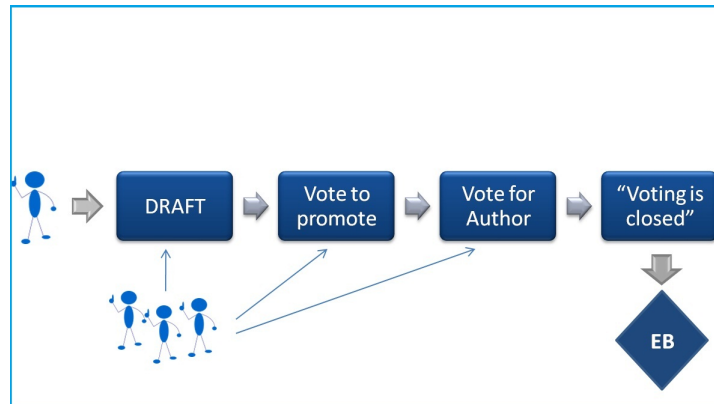 DRAFT
Vote to
promote
Vote for
Author
“Voting is
closed”
EB